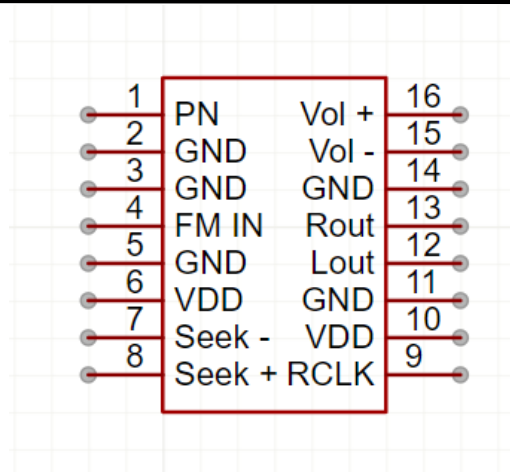 1 PN Vol + 16
2 GND Vol - 15
3 GND GND 14
4 FM IN Rout 13
5 GND Lout 12
6 VDD GND 11
7 Seek - VDD 10
8 Seek + RCLK 9